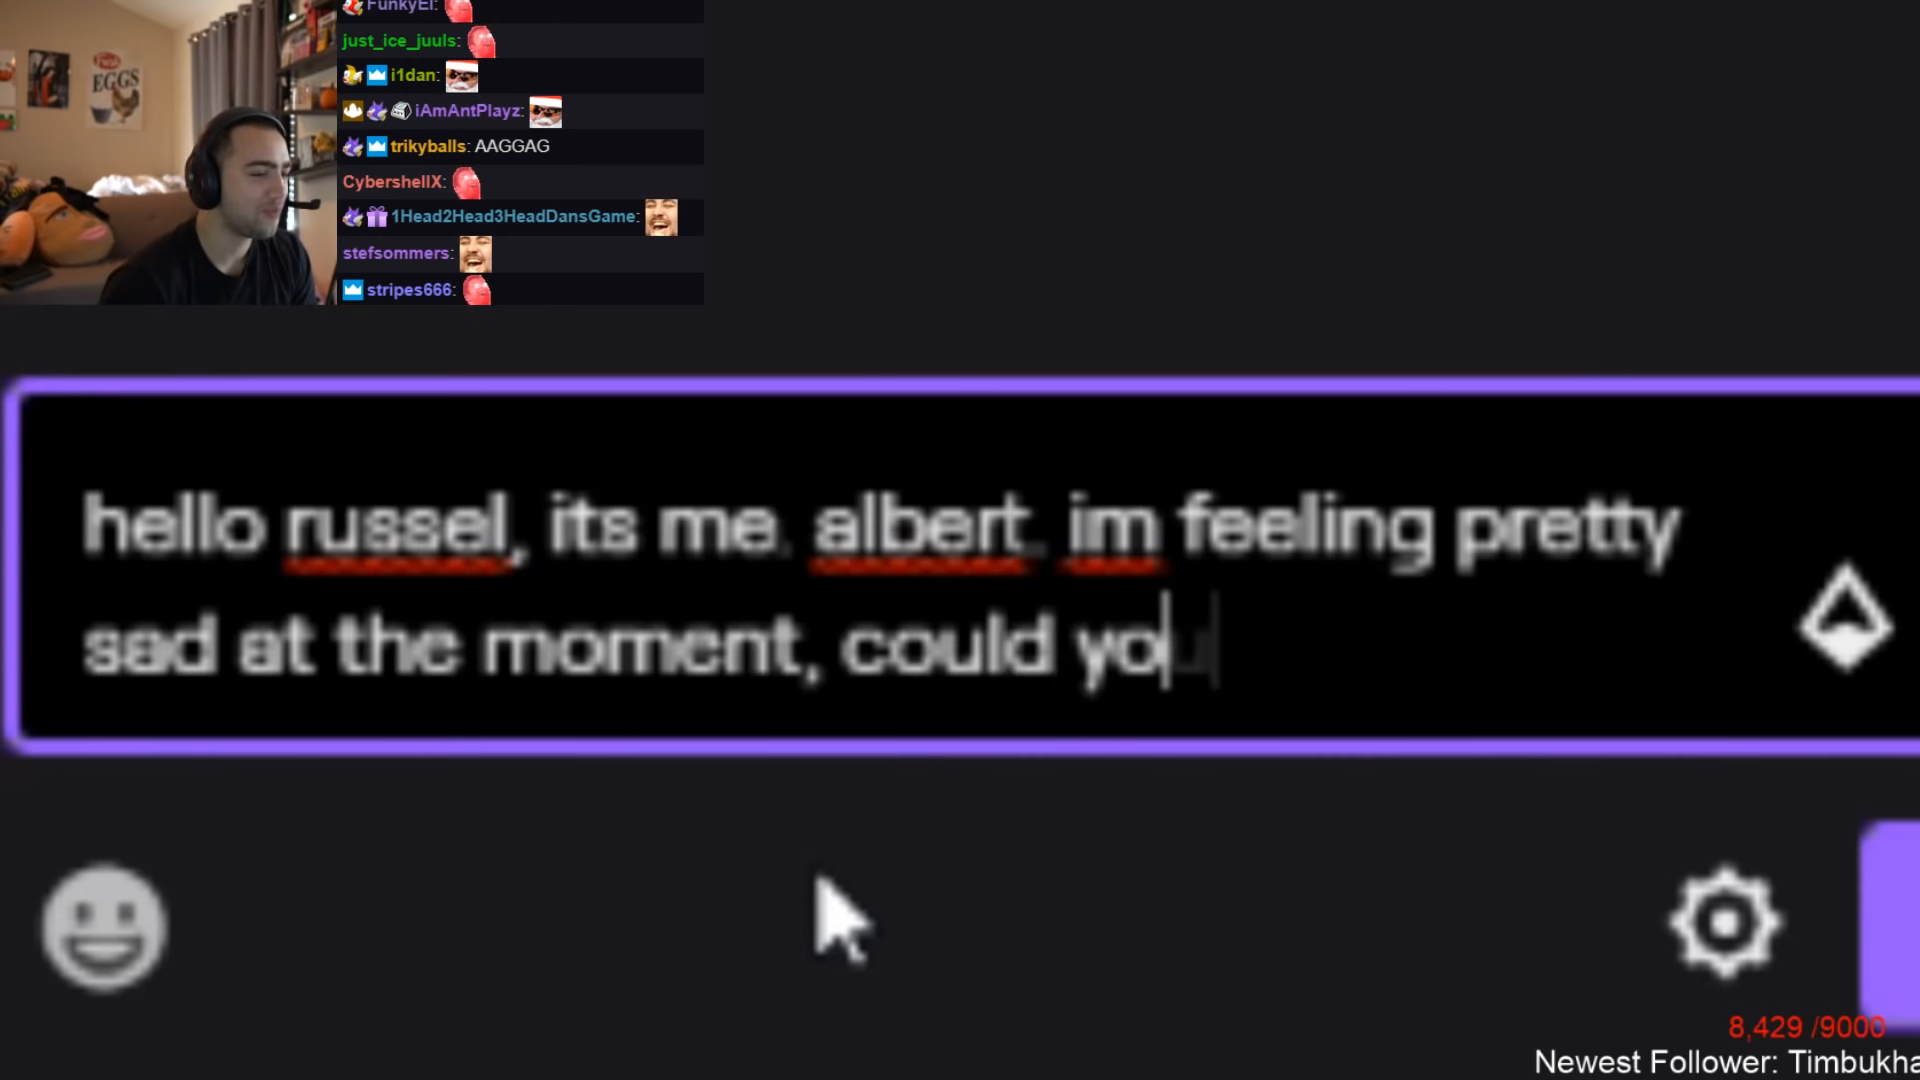 FunkyEl:
just_ice_juuls:
i1dan:
iAmAntPlayz:
trikyballs: AAGGAG
CybershellX:
1Head2Head3HeadDansGame:
stefsommers:
stripes666:
EGGS
hello russel, its me. albert. im feeling pretty
sad at the moment, could you
8,429 /9000
Newest Follower: Timbukha